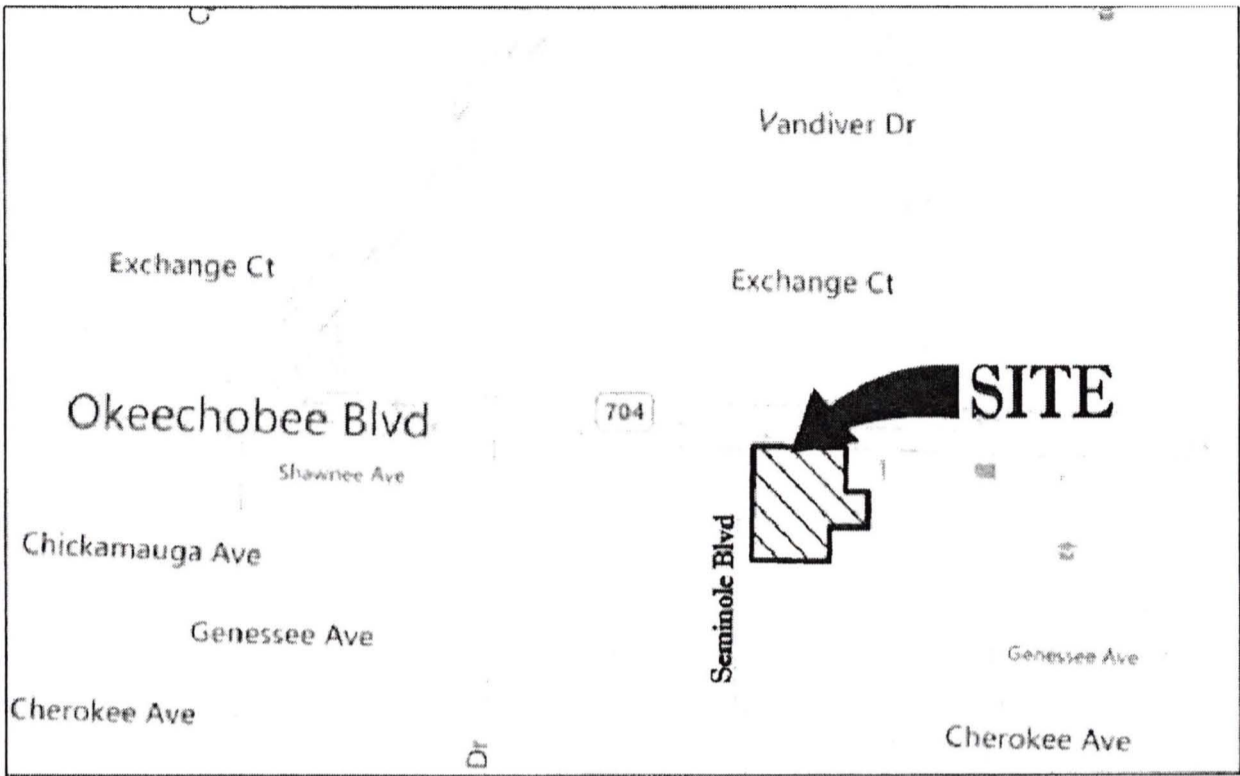 Vandiver Dr
Exchange Ct
Exchange Ct
SITE
Okeechobee Blvd
704
Shawnee Ave
Seminole Blvd
Chickamauga Ave
Genessee Ave
Genessee Ave
Cherokee Ave
Cherokee Ave
Dr